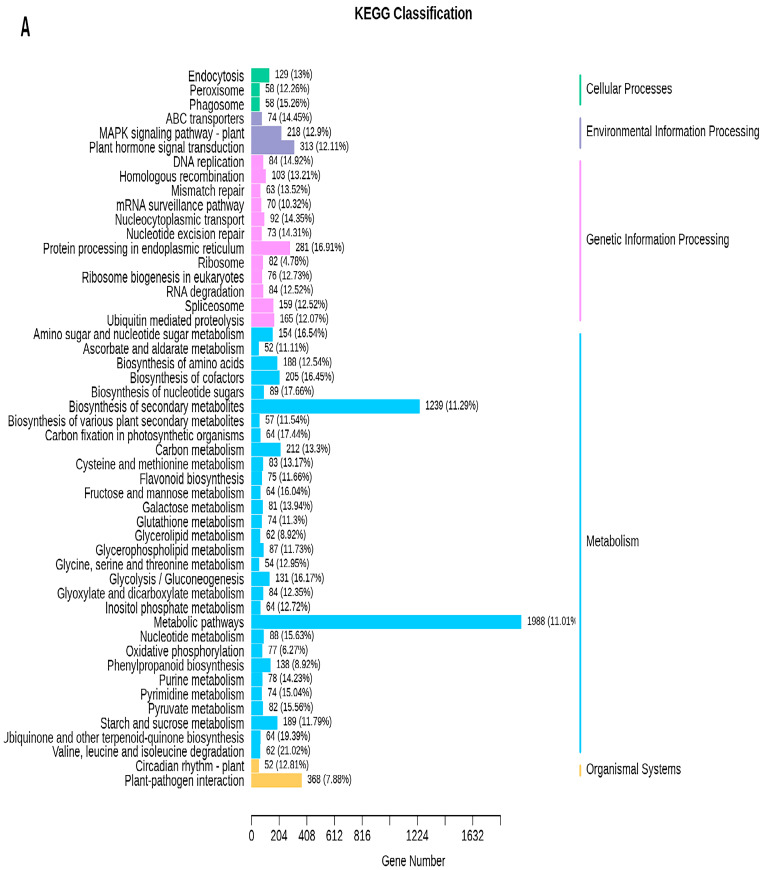 KEGG Classification
A
Endocytosis 129 (13%)
Peroxisome 58 (12.26%)
Phagosome 58 (15.26%)
ABC transporters 74 (14.45%)
MAPK signaling pathway - plant 218 (12.9%)
Plant hormone signal transduction 313 (12.11%)
DNA replication 84 (14.92%)
Homologous recombination 103 (13.21%)
Mismatch repair 63 (13.52%)
mRNA surveillance pathway 70 (10.32%)
Nucleocytoplasmic transport 92 (14.35%)
Nucleotide excision repair 73 (14.31%)
Protein processing in endoplasmic reticulum 281 (16.91%)
Ribosome 82 (4.78%)
Ribosome biogenesis in eukaryotes 76 (12.73%)
RNA degradation 84 (12.52%)
Spliceosome 159 (12.52%)
Ubiquitin mediated proteolysis 165 (12.07%)
Amino sugar and nucleotide sugar metabolism 154 (16.54%)
Ascorbate and aldarate metabolism 52 (11.11%)
Biosynthesis of amino acids 188 (12.54%)
Biosynthesis of cofactors 205 (16.45%)
Biosynthesis of nucleotide sugars 89 (17.66%)
Biosynthesis of secondary metabolites 1239 (11.29%)
Biosynthesis of various plant secondary metabolites 57 (11.54%)
Carbon fixation in photosynthetic organisms 64 (17.44%)
Carbon metabolism 212 (13.3%)
Cysteine and methionine metabolism 83 (13.17%)
Flavonoid biosynthesis 75 (11.66%)
Fructose and mannose metabolism 64 (16.04%)
Galactose metabolism 81 (13.94%)
Glutathione metabolism 74 (11.3%)
Glycerolipid metabolism 62 (8.92%)
Glycerophospholipid metabolism 87 (11.73%)
Glycine, serine and threonine metabolism 54 (12.95%)
Glycolysis / Gluconeogenesis 131 (16.17%)
Glyoxylate and dicarboxylate metabolism 84 (12.35%)
Inositol phosphate metabolism 64 (12.72%)
Metabolic pathways 1988 (11.01%
Nucleotide metabolism 88 (15.63%)
Oxidative phosphorylation 77 (6.27%)
Phenylpropanoid biosynthesis 138 (8.92%)
Purine metabolism 78 (14.23%)
Pyrimidine metabolism 74 (15.04%)
Pyruvate metabolism 82 (15.56%)
Starch and sucrose metabolism 189 (11.79%)
Ubiquinone and other terpenoid-quinone biosynthesis 64 (19.39%)
Valine, leucine and isoleucine degradation 62 (21.02%)
Circadian rhythm - plant 52 (12.81%)
Plant-pathogen interaction 368 (7.88%)
Cellular Processes
Environmental Information Processing
Genetic Information Processing
Metabolism
Organismal Systems
0 204 408 612 816 1224 1632
Gene Number